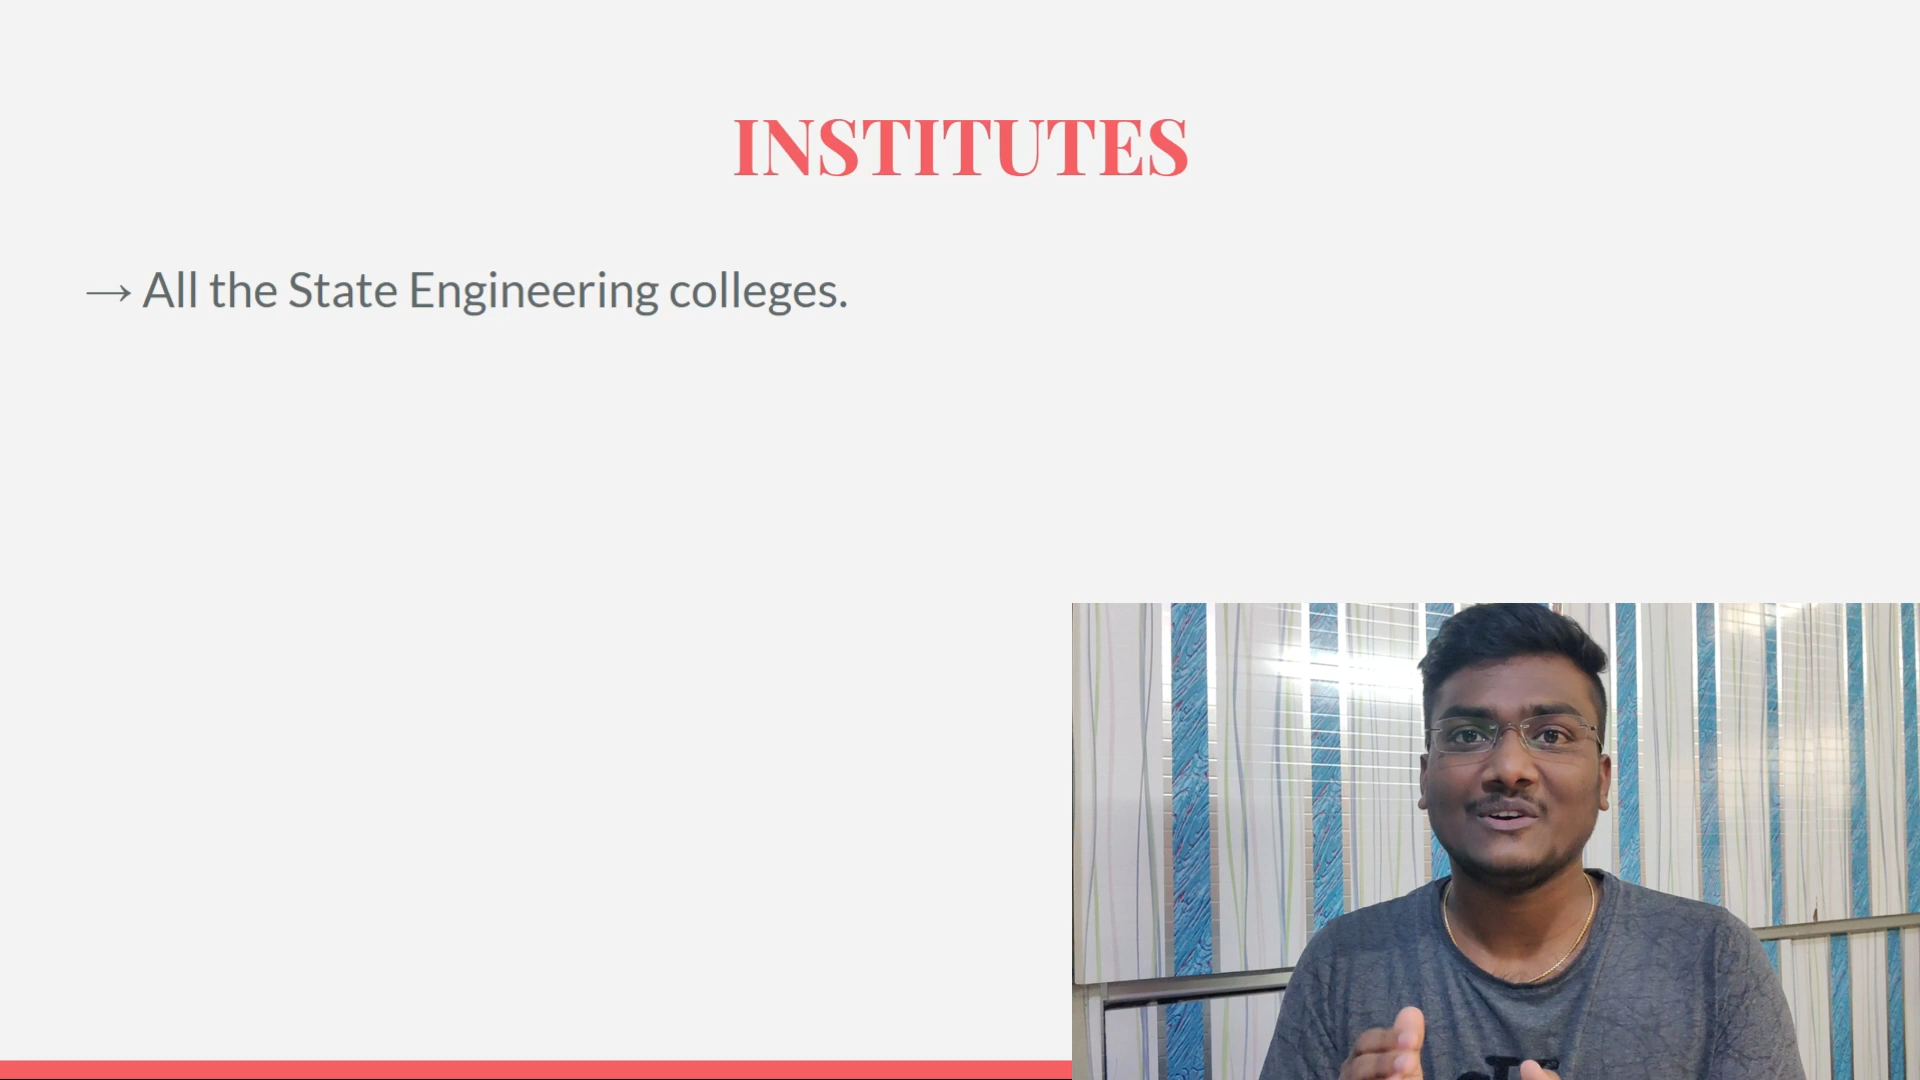 INSTITUTES
→ All the State Engineering colleges.